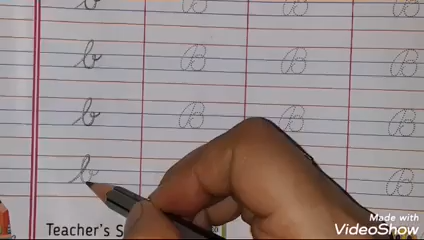 b B B B
b B B B
b B B B
b B
Teacher's S
Made with
VideoShow